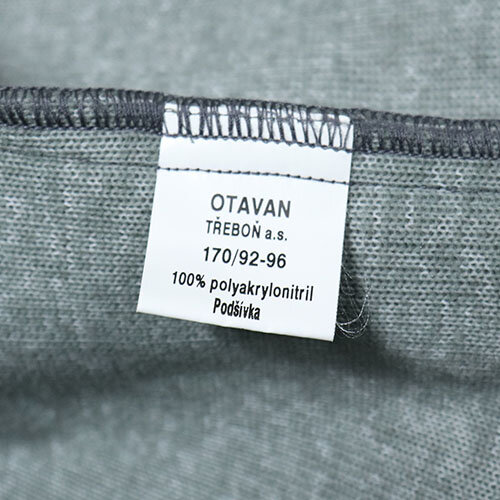 OTAVAN
TŘEBOŇ a.s.
170/92-96
100% polyakrylonitril
Podšívka